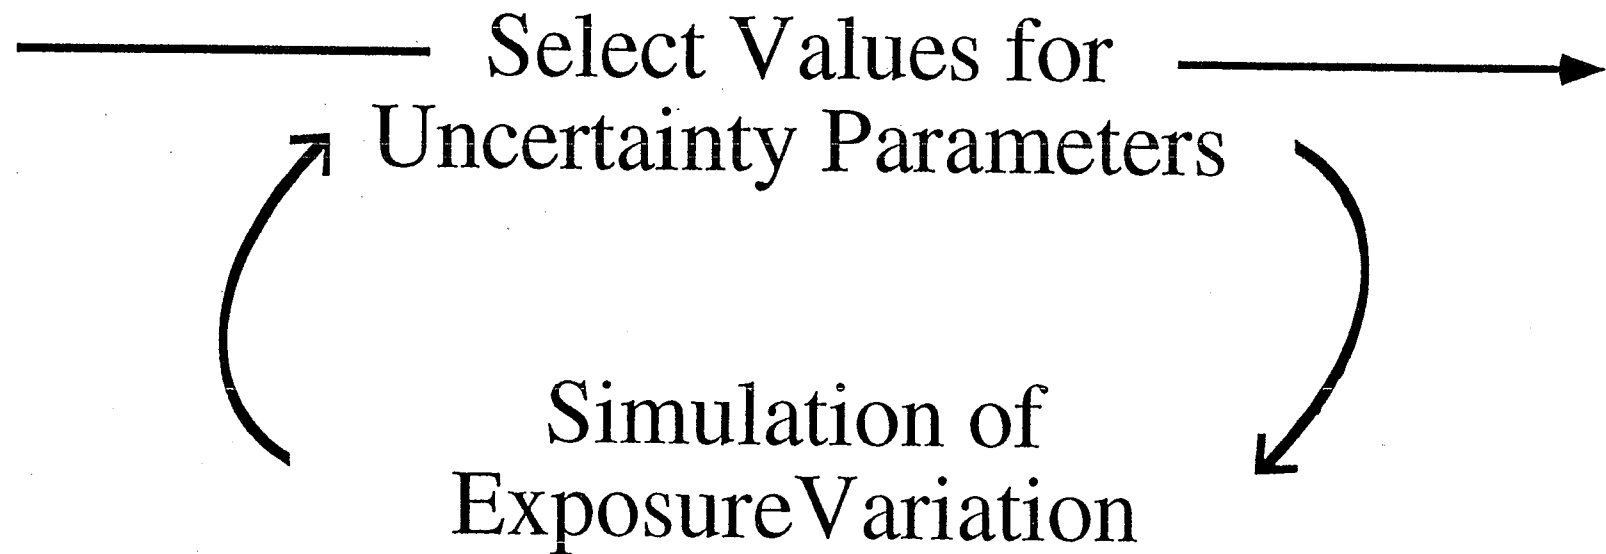 Select Values for
Uncertainty Parameters
Simulation of
ExposureVariation